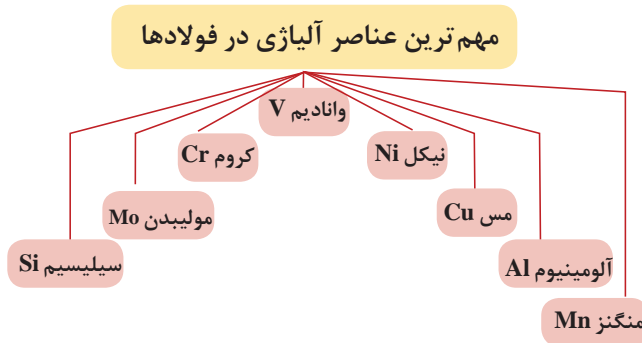 مهم ترین عناصر آلیاژی در فولادها
وانادیم V
نیکل Ni
کروم Cr
مس Cu
مولیبدن Mo
آلومینیوم Al
سیلیسیم Si
منگنز Mn